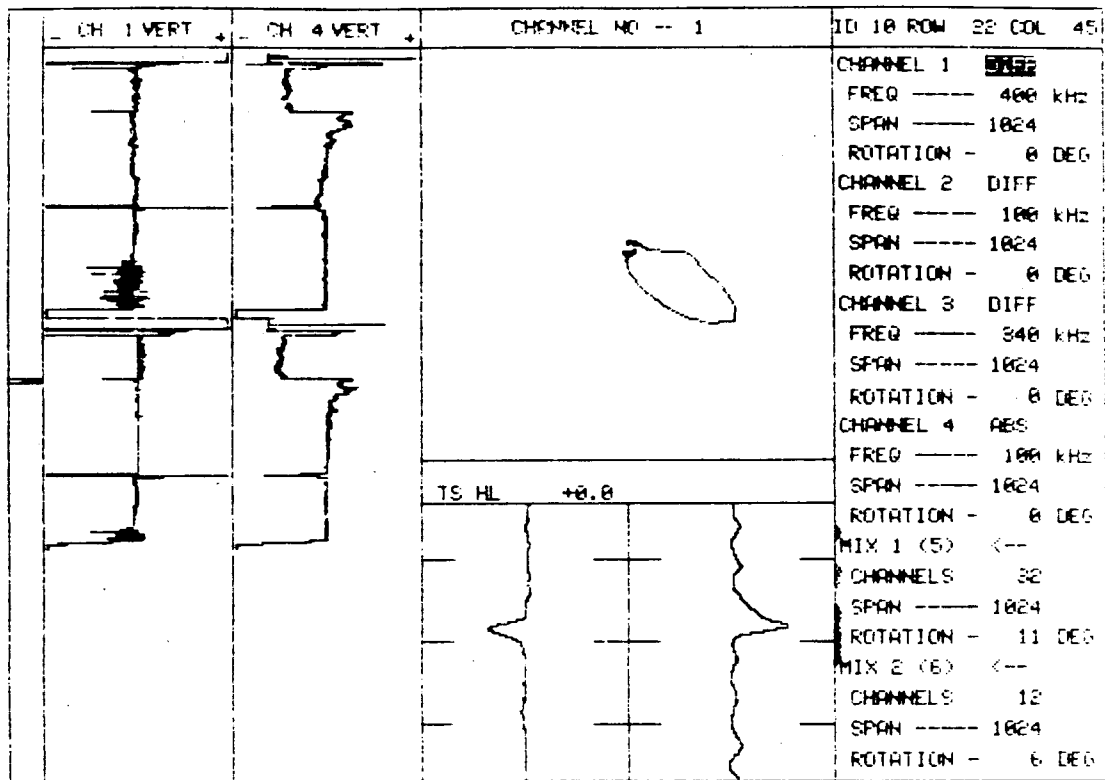 - CH 1 VERT +
- CH 4 VERT +
CHANNEL NO -- 1
ID 10 ROW 22 COL 45
CHANNEL 1 DIFF
FREQ ----- 400 kHz
SPAN ----- 1024
ROTATION - 0 DEG
CHANNEL 2 DIFF
FREQ ----- 100 kHz
SPAN ----- 1024
ROTATION - 0 DEG
CHANNEL 3 DIFF
FREQ ----- 340 kHz
SPAN ----- 1024
ROTATION - 0 DEG
CHANNEL 4 ABS
FREQ ----- 100 kHz
SPAN ----- 1024
ROTATION - 0 DEG
MIX 1 (5) <--
CHANNELS 32
SPAN ----- 1024
ROTATION - 11 DEG
MIX 2 (6) <--
CHANNELS 12
SPAN ----- 1024
ROTATION - 6 DEG
TS HL +0.0